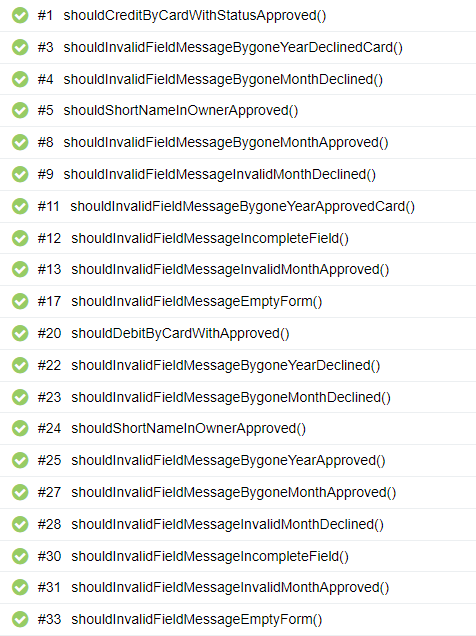 #1 shouldCreditByCardWithStatusApproved()
#3 shouldInvalidFieldMessageBygoneYearDeclinedCard()
#4 shouldInvalidFieldMessageBygoneMonthDeclined()
#5 shouldShortNameInOwnerApproved()
#8 shouldInvalidFieldMessageBygoneMonthApproved()
#9 shouldInvalidFieldMessageInvalidMonthDeclined()
#11 shouldInvalidFieldMessageBygoneYearApprovedCard()
#12 shouldInvalidFieldMessageIncompleteField()
#13 shouldInvalidFieldMessageInvalidMonthApproved()
#17 shouldInvalidFieldMessageEmptyForm()
#20 shouldDebitByCardWithApproved()
#22 shouldInvalidFieldMessageBygoneYearDeclined()
#23 shouldInvalidFieldMessageBygoneMonthDeclined()
#24 shouldShortNameInOwnerApproved()
#25 shouldInvalidFieldMessageBygoneYearApproved()
#27 shouldInvalidFieldMessageBygoneMonthApproved()
#28 shouldInvalidFieldMessageInvalidMonthDeclined()
#30 shouldInvalidFieldMessageIncompleteField()
#31 shouldInvalidFieldMessageInvalidMonthApproved()
#33 shouldInvalidFieldMessageEmptyForm()